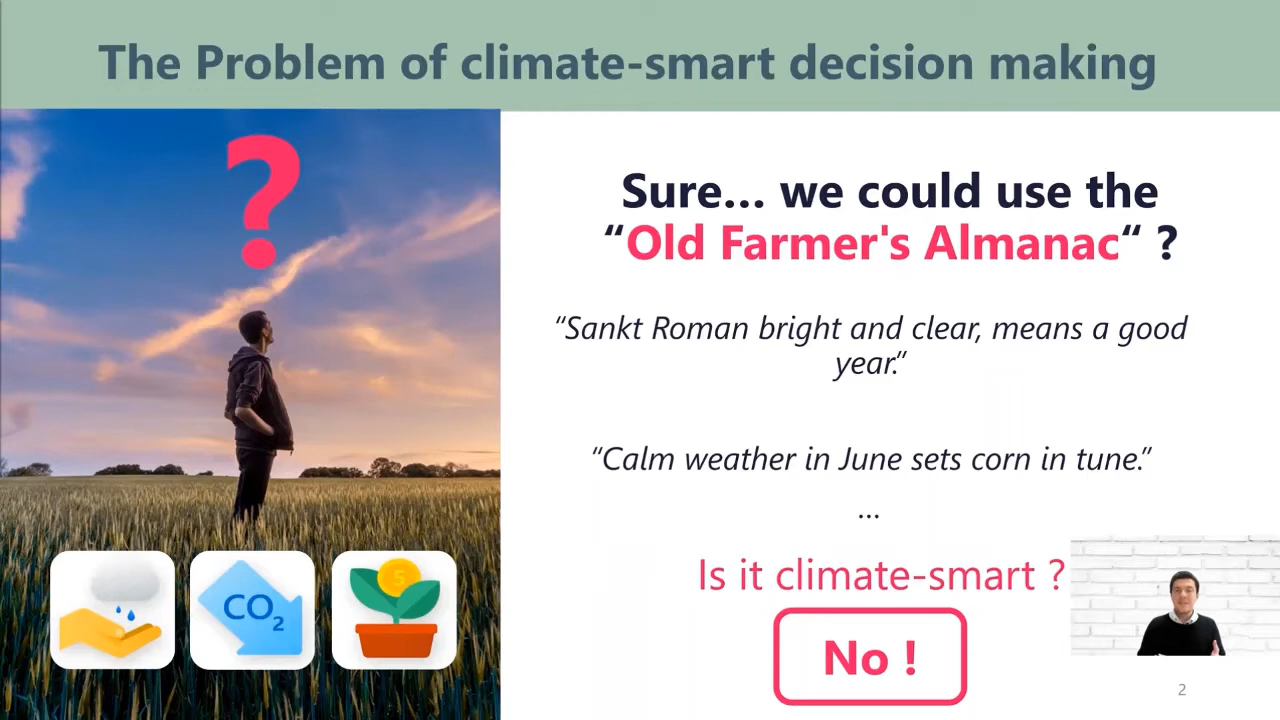 The Problem of climate-smart decision making
?
Sure... we could use the
“Old Farmer's Almanac“ ?
“Sankt Roman bright and clear, means a good
year.”
“Calm weather in June sets corn in tune.”
...
Is it climate-smart ?
No !
CO2
5
2